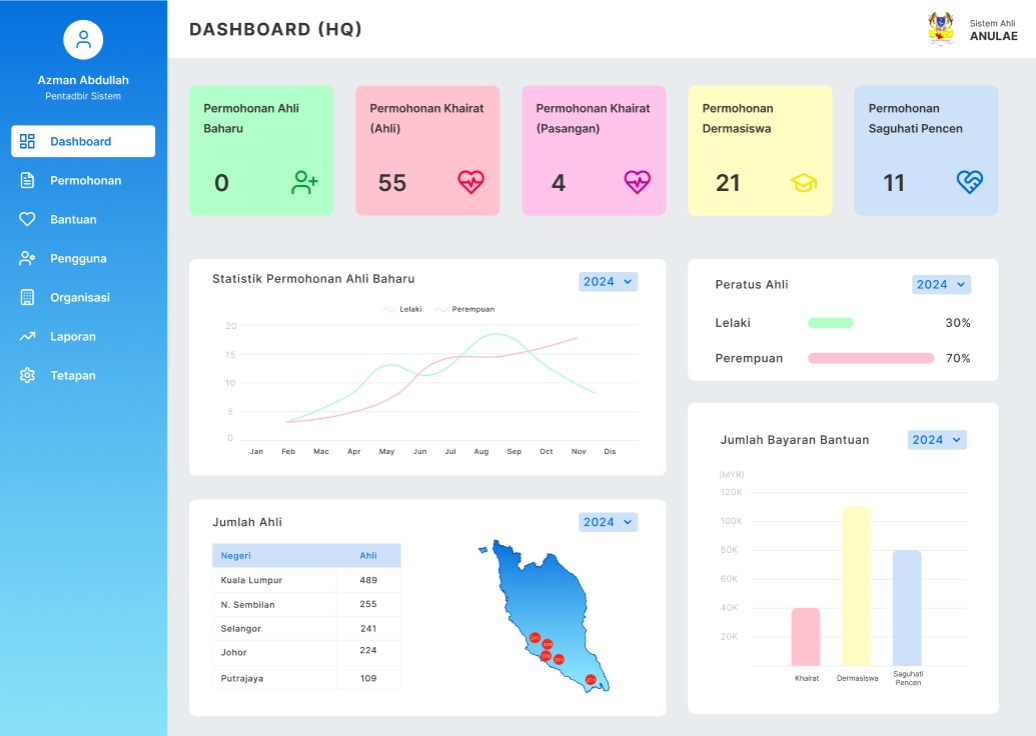 Azman Abdullah
Pentadbir Sistem
Dashboard
Permohonan
Bantuan
Pengguna
Organisasi
Laporan
Tetapan
DASHBOARD (HQ)
Sistem Ahli
ANULAE
Permohonan Ahli
Baharu
0
Permohonan Khairat
(Ahli)
55
Permohonan Khairat
(Pasangan)
4
Permohonan
Dermasiswa
21
Permohonan
Saguhati Pencen
11
Statistik Permohonan Ahli Baharu
2024
Lelaki Perempuan
20
15
10
5
0
Jan Feb Mac Apr May Jun Jul Aug Sep Oct Nov Dis
Peratus Ahli
2024
Lelaki 30%
Perempuan 70%
Jumlah Ahli
2024
Negeri Ahli
Kuala Lumpur 489
N. Sembilan 255
Selangor 241
Johor 224
Putrajaya 109
Jumlah Bayaran Bantuan
2024
(MYR)
120K
100K
80K
60K
40K
20K
Khairat Dermasiswa Saguhati
Pencen